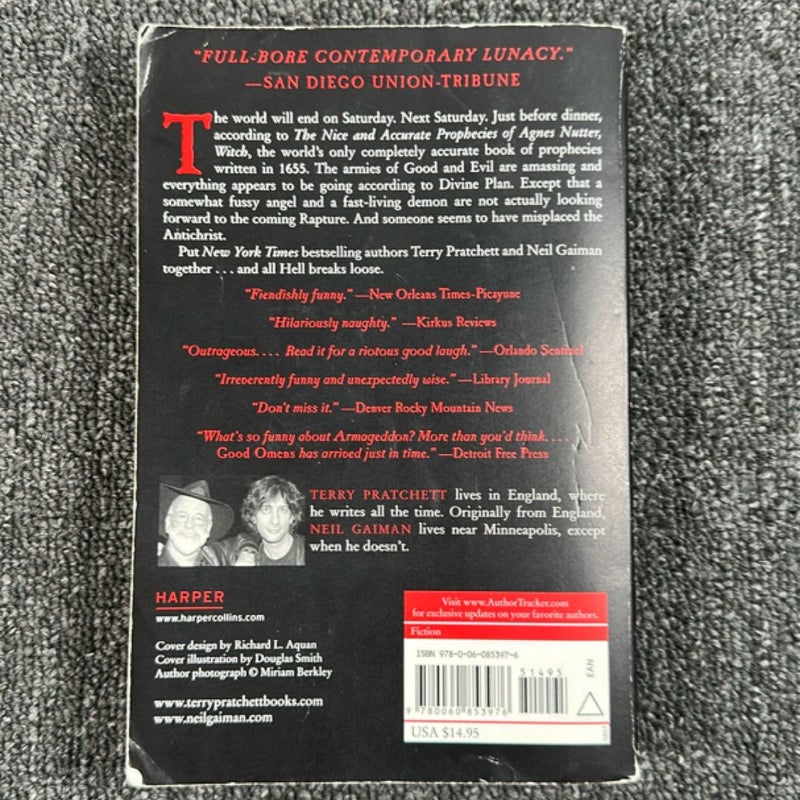 "FULL-BORE CONTEMPORARY LUNACY."
—SAN DIEGO UNION-TRIBUNE
The world will end on Saturday. Next Saturday. Just before dinner,
according to The Nice and Accurate Prophecies of Agnes Nutter,
Witch, the world's only completely accurate book of prophecies
written in 1655. The armies of Good and Evil are amassing and
everything appears to be going according to Divine Plan. Except that a
somewhat fussy angel and a fast-living demon are not actually looking
forward to the coming Rapture. And someone seems to have misplaced the
Antichrist.
Put New York Times bestselling authors Terry Pratchett and Neil Gaiman
together . . . and all Hell breaks loose.
"Fiendishly funny." —New Orleans Times-Picayune
"Hilariously naughty." —Kirkus Reviews
"Outrageous. . . . Read it for a riotous good laugh." —Orlando Sentinel
"Irreverently funny and unexpectedly wise." —Library Journal
"Don't miss it." —Denver Rocky Mountain News
"What's so funny about Armageddon? More than you'd think. . . .
Good Omens has arrived just in time." —Detroit Free Press
TERRY PRATCHETT lives in England, where
he writes all the time. Originally from England,
NEIL GAIMAN lives near Minneapolis, except
when he doesn't.
HARPER
www.harpercollins.com
Cover design by Richard L. Aquan
Cover illustration by Douglas Smith
Author photograph © Miriam Berkley
www.terrypratchettbooks.com
www.neilgaiman.com
Visit www.AuthorTracker.com
for exclusive updates on your favorite authors.
Fiction
ISBN 978-0-06-085397-6
51495
EAN
9 780060 853976
USA $14.95